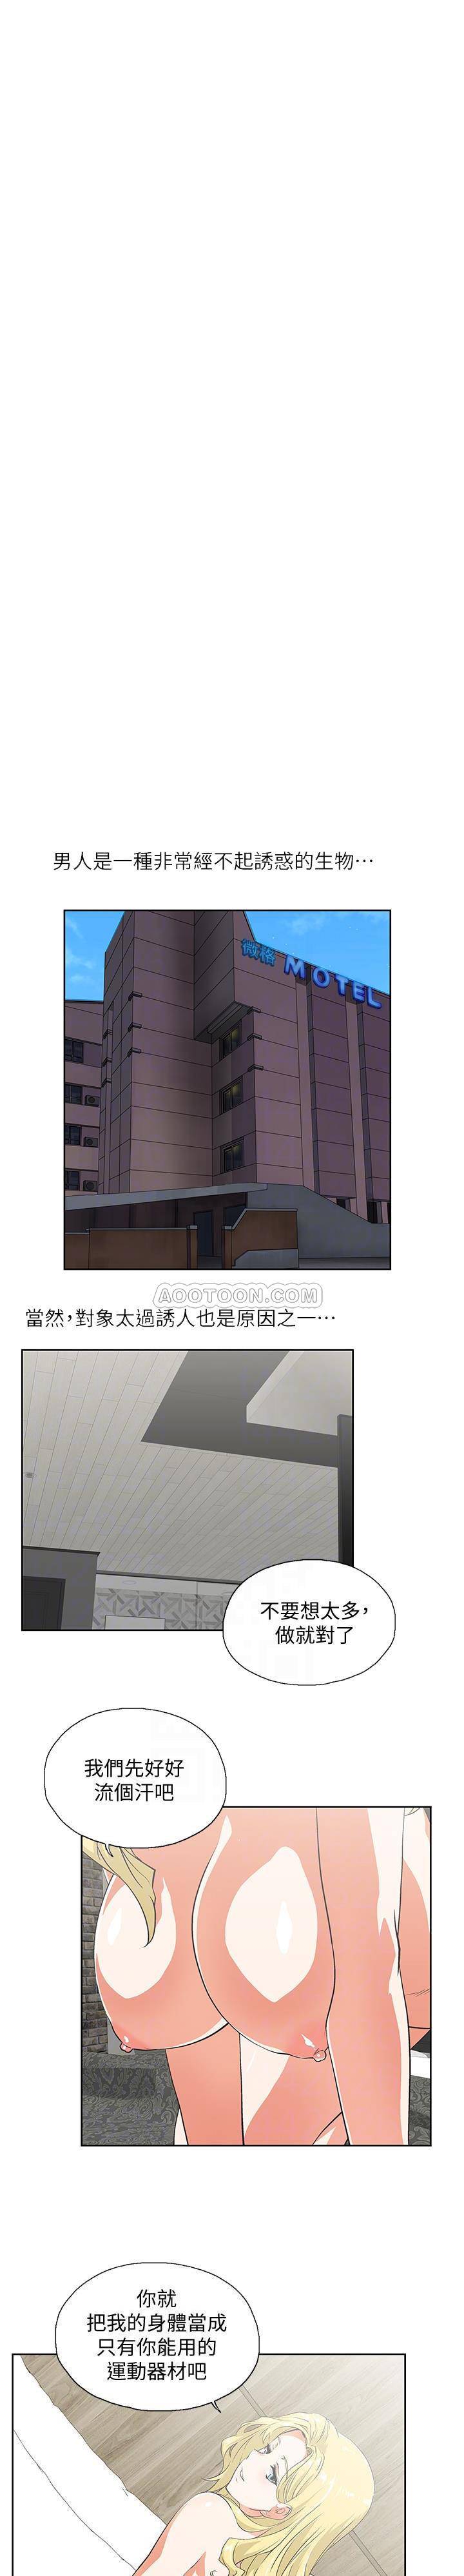 男人是一種非常經不起誘惑的生物⋯
微格 MOTEL
AOOTOON.COM
當然，對象太過誘人也是原因之一⋯
不要想太多，
做就對了
我們先好好
流個汗吧
你就
把我的身體當成
只有你能用的
運動器材吧